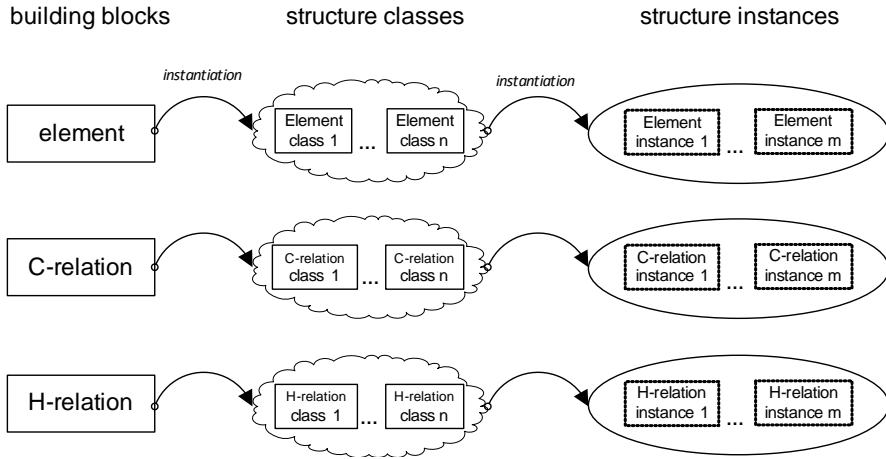 building blocks
structure classes
structure instances
instantiation
instantiation
element
Element
class 1
...
Element
class n
Element
instance 1
...
Element
instance m
C-relation
C-relation
class 1
...
C-relation
class n
C-relation
instance 1
...
C-relation
instance m
H-relation
H-relation
class 1
...
H-relation
class n
H-relation
instance 1
...
H-relation
instance m